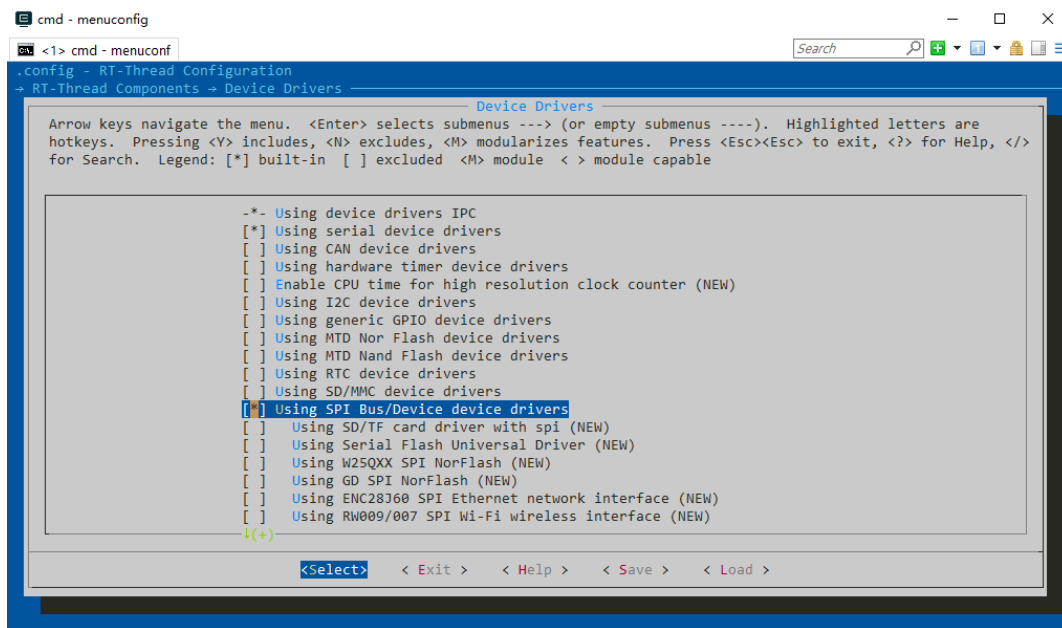 cmd - menuconfig
<1> cmd - menuconf
Search
.config - RT-Thread Configuration
→ RT-Thread Components → Device Drivers
Device Drivers
Arrow keys navigate the menu.  <Enter> selects submenus ---> (or empty submenus ----).  Highlighted letters are
hotkeys.  Pressing <Y> includes, <N> excludes, <M> modularizes features.  Press <Esc><Esc> to exit, <?> for Help, </>
for Search.  Legend: [*] built-in  [ ] excluded  <M> module  < > module capable
-*- Using device drivers IPC
[*] Using serial device drivers
[ ] Using CAN device drivers
[ ] Using hardware timer device drivers
[ ] Enable CPU time for high resolution clock counter (NEW)
[ ] Using I2C device drivers
[ ] Using generic GPIO device drivers
[ ] Using MTD Nor Flash device drivers
[ ] Using MTD Nand Flash device drivers
[ ] Using RTC device drivers
[ ] Using SD/MMC device drivers
[*] Using SPI Bus/Device device drivers
[ ]   Using SD/TF card driver with spi (NEW)
[ ]   Using Serial Flash Universal Driver (NEW)
[ ]   Using W25QXX SPI NorFlash (NEW)
[ ]   Using GD SPI NorFlash (NEW)
[ ]   Using ENC28J60 SPI Ethernet network interface (NEW)
[ ]   Using RW009/007 SPI Wi-Fi wireless interface (NEW)
↓(+)
<Select>    < Exit >    < Help >    < Save >    < Load >